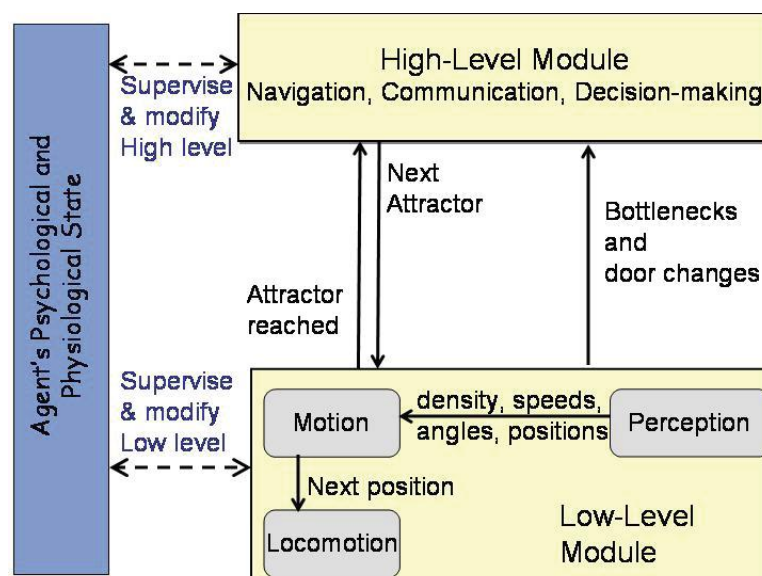 Agent's Psychological and
Physiological State
Supervise
& modify
High level
High-Level Module
Navigation, Communication, Decision-making
Next
Attractor
Bottlenecks
and
door changes
Attractor
reached
Supervise
& modify
Low level
Motion
density, speeds,
angles, positions
Perception
Next position
Locomotion
Low-Level
Module